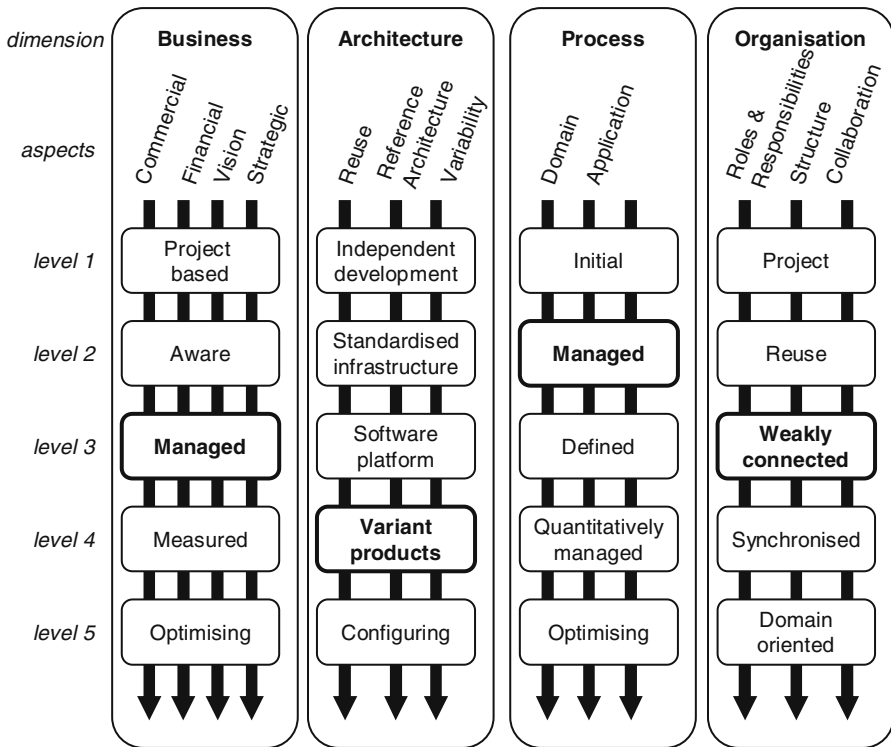 dimension
Business
Architecture
Process
Organisation
aspects
Commercial
Financial
Vision
Strategic
Reuse
Reference
Architecture
Variability
Domain
Application
Roles &
Responsibilities
Structure
Collaboration
level 1
Project
based
Independent
development
Initial
Project
level 2
Aware
Standardised
infrastructure
Managed
Reuse
level 3
Managed
Software
platform
Defined
Weakly
connected
level 4
Measured
Variant
products
Quantitatively
managed
Synchronised
level 5
Optimising
Configuring
Optimising
Domain
oriented